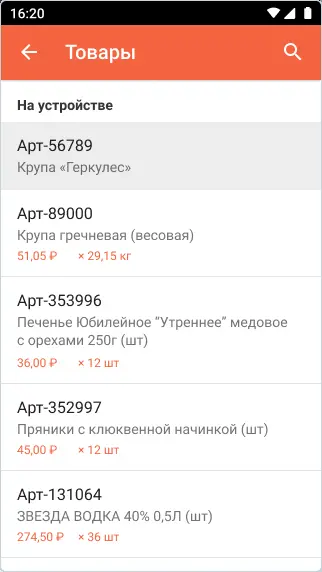 16:20
Товары
На устройстве
Арт-56789
Крупа «Геркулес»
Арт-89000
Крупа гречневая (весовая)
51,05 ₽ × 29,15 кг
Арт-353996
Печенье Юбилейное “Утреннее” медовое
с орехами 250г (шт)
36,00 ₽ × 12 шт
Арт-352997
Пряники с клюквенной начинкой (шт)
45,00 ₽ × 12 шт
Арт-131064
ЗВЕЗДА ВОДКА 40% 0,5Л (шт)
274,50 ₽ × 36 шт